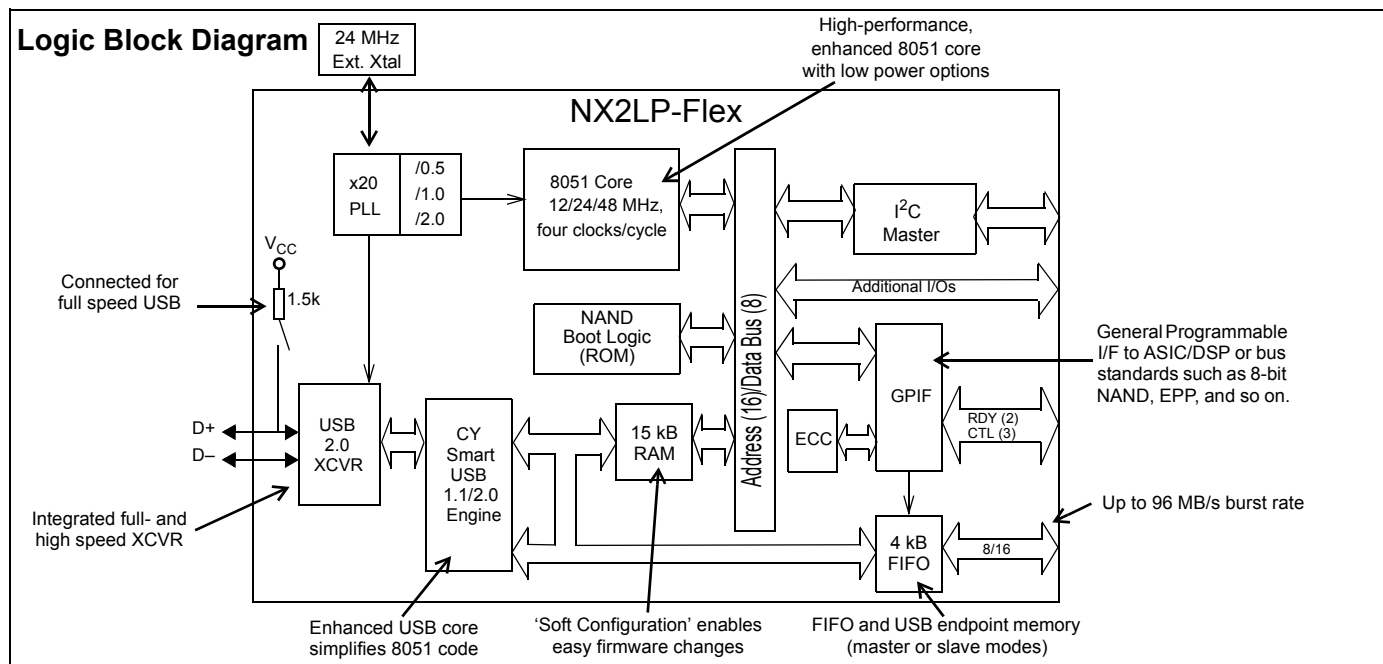 Logic Block Diagram
24 MHz
Ext. Xtal
High-performance,
enhanced 8051 core
with low power options
NX2LP-Flex
x20
PLL
/0.5
/1.0
/2.0
8051 Core
12/24/48 MHz,
four clocks/cycle
I²C
Master
VCC
1.5k
Connected for
full speed USB
Additional I/Os
NAND
Boot Logic
(ROM)
Address (16)/Data Bus (8)
General Programmable
I/F to ASIC/DSP or bus
standards such as 8-bit
NAND, EPP, and so on.
GPIF
RDY (2)
CTL (3)
ECC
D+
D–
USB
2.0
XCVR
CY
Smart
USB
1.1/2.0
Engine
15 kB
RAM
Integrated full- and
high speed XCVR
Up to 96 MB/s burst rate
4 kB
FIFO
8/16
Enhanced USB core
simplifies 8051 code
‘Soft Configuration’ enables
easy firmware changes
FIFO and USB endpoint memory
(master or slave modes)